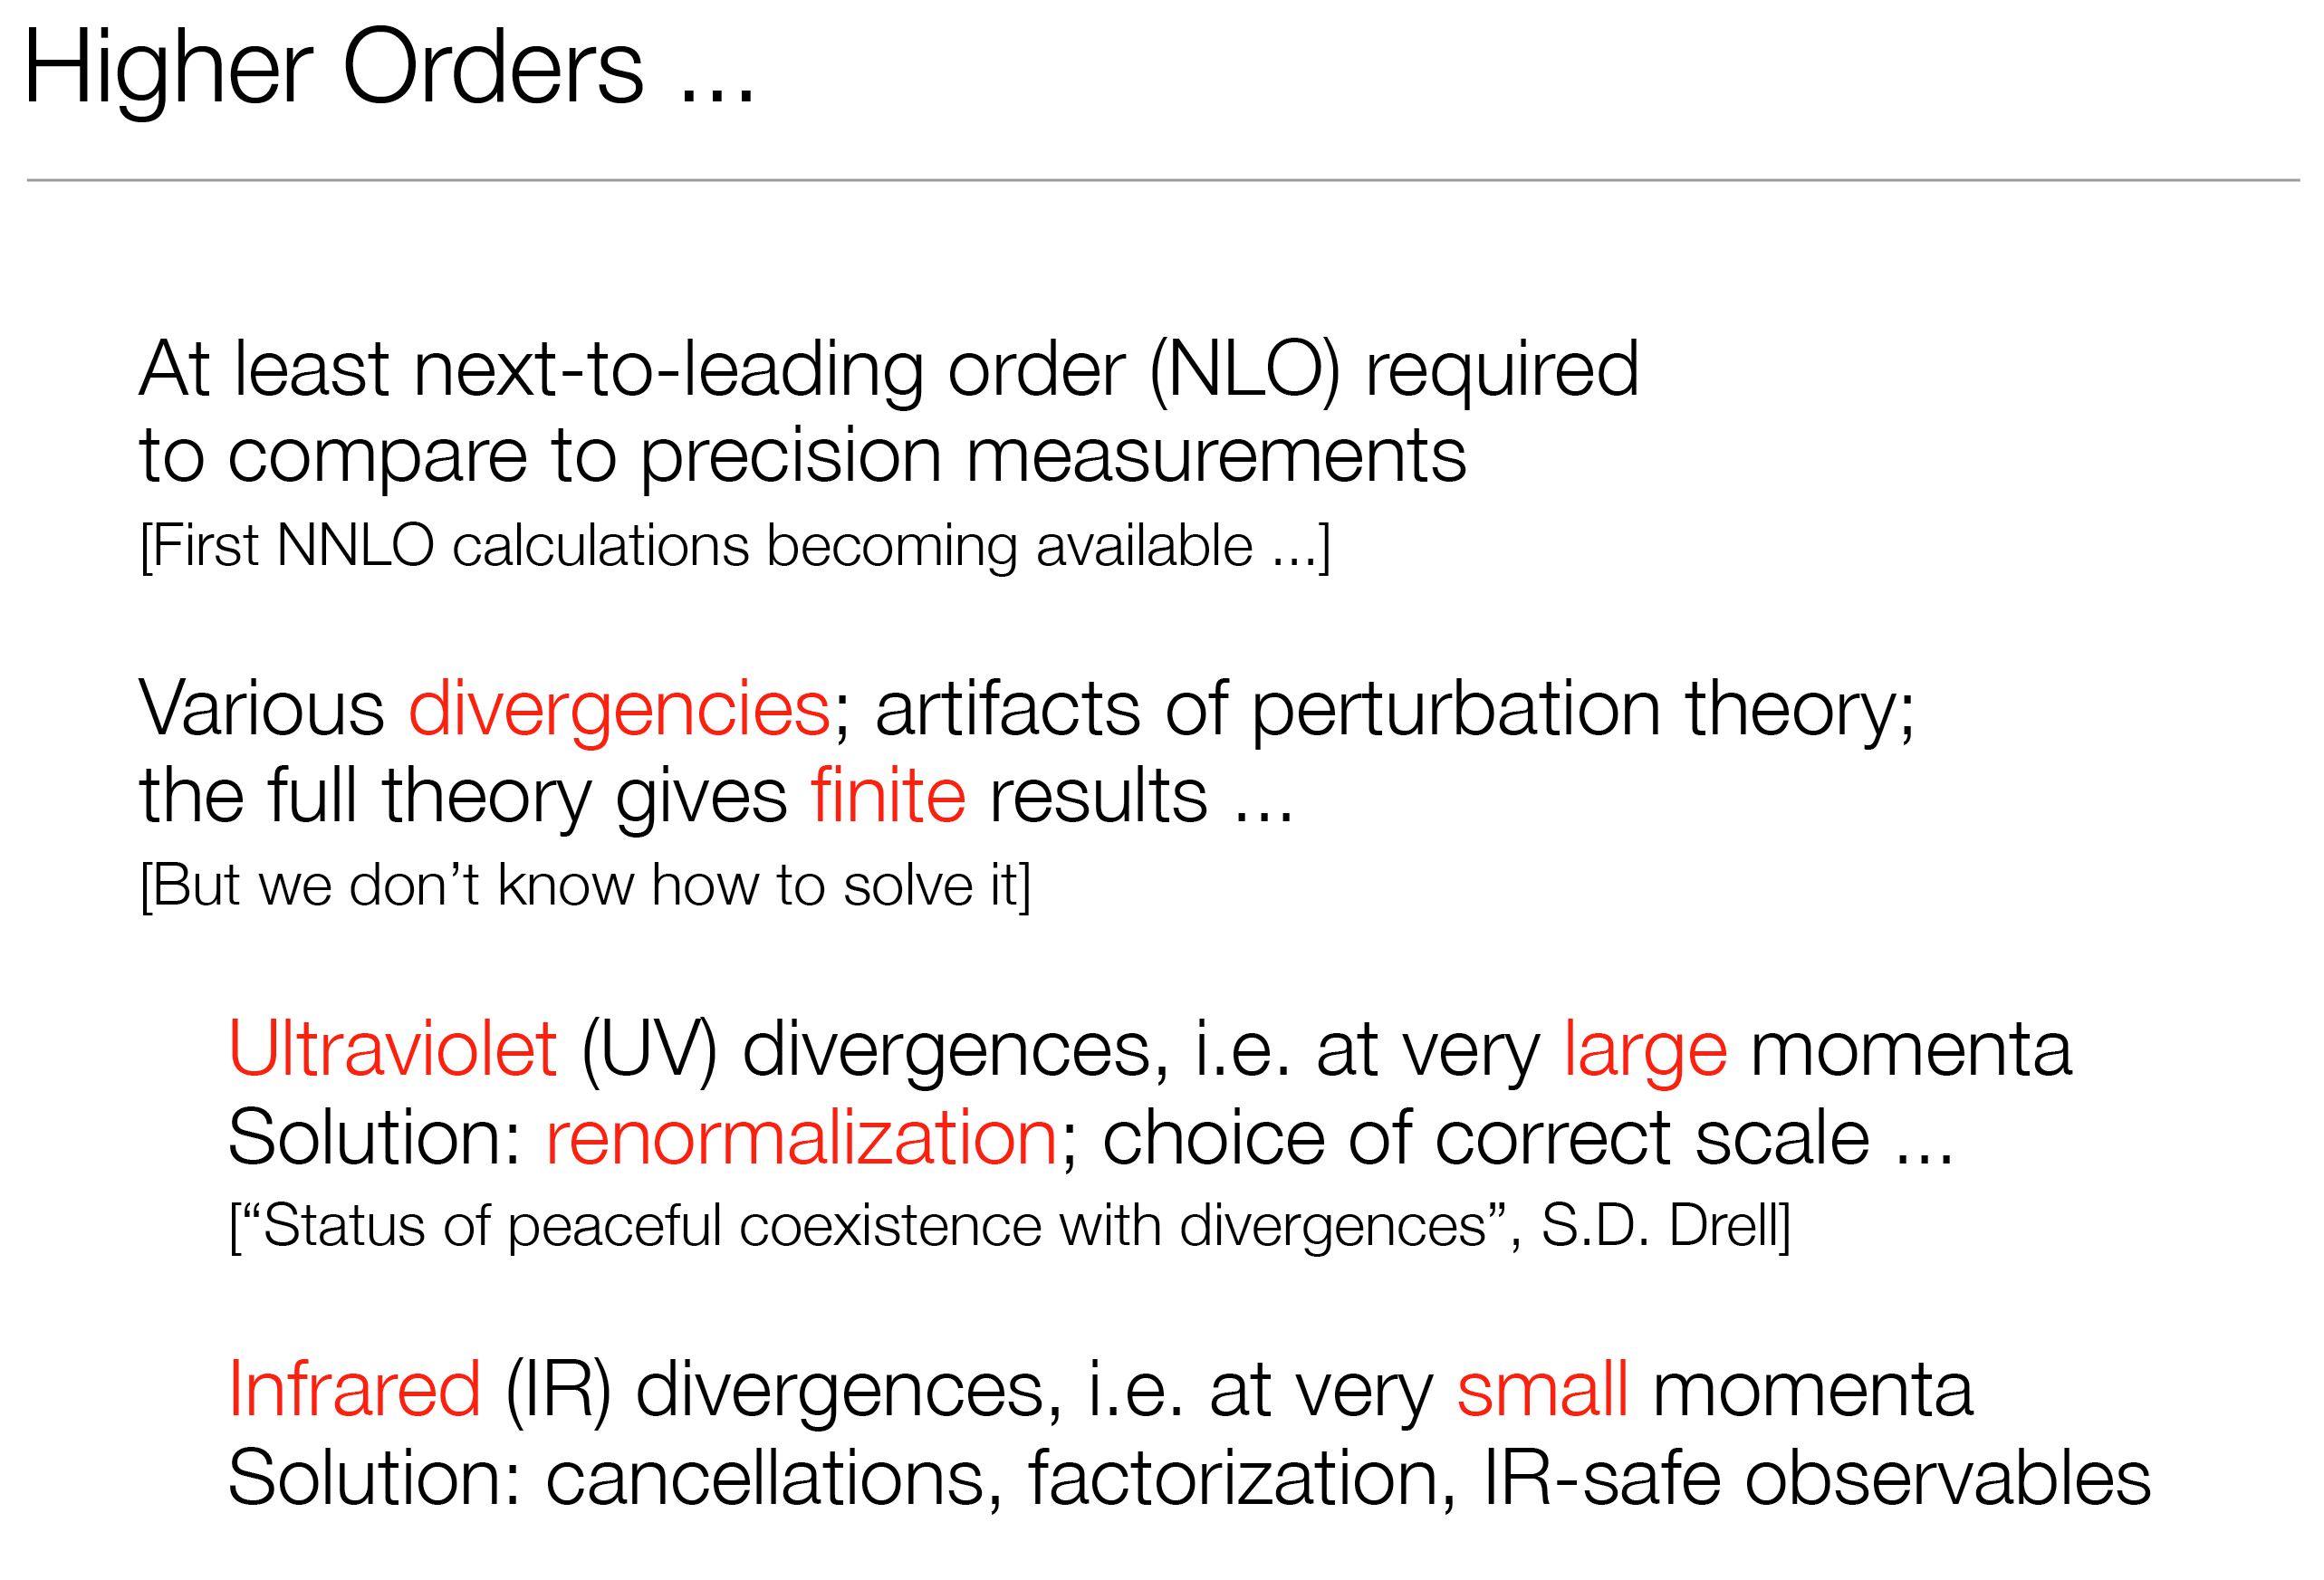 Higher Orders ...
At least next-to-leading order (NLO) required
to compare to precision measurements
[First NNLO calculations becoming available ...]
Various divergencies; artifacts of perturbation theory;
the full theory gives finite results ...
[But we don’t know how to solve it]
Ultraviolet (UV) divergences, i.e. at very large momenta
Solution: renormalization; choice of correct scale ...
[“Status of peaceful coexistence with divergences”, S.D. Drell]
Infrared (IR) divergences, i.e. at very small momenta
Solution: cancellations, factorization, IR-safe observables